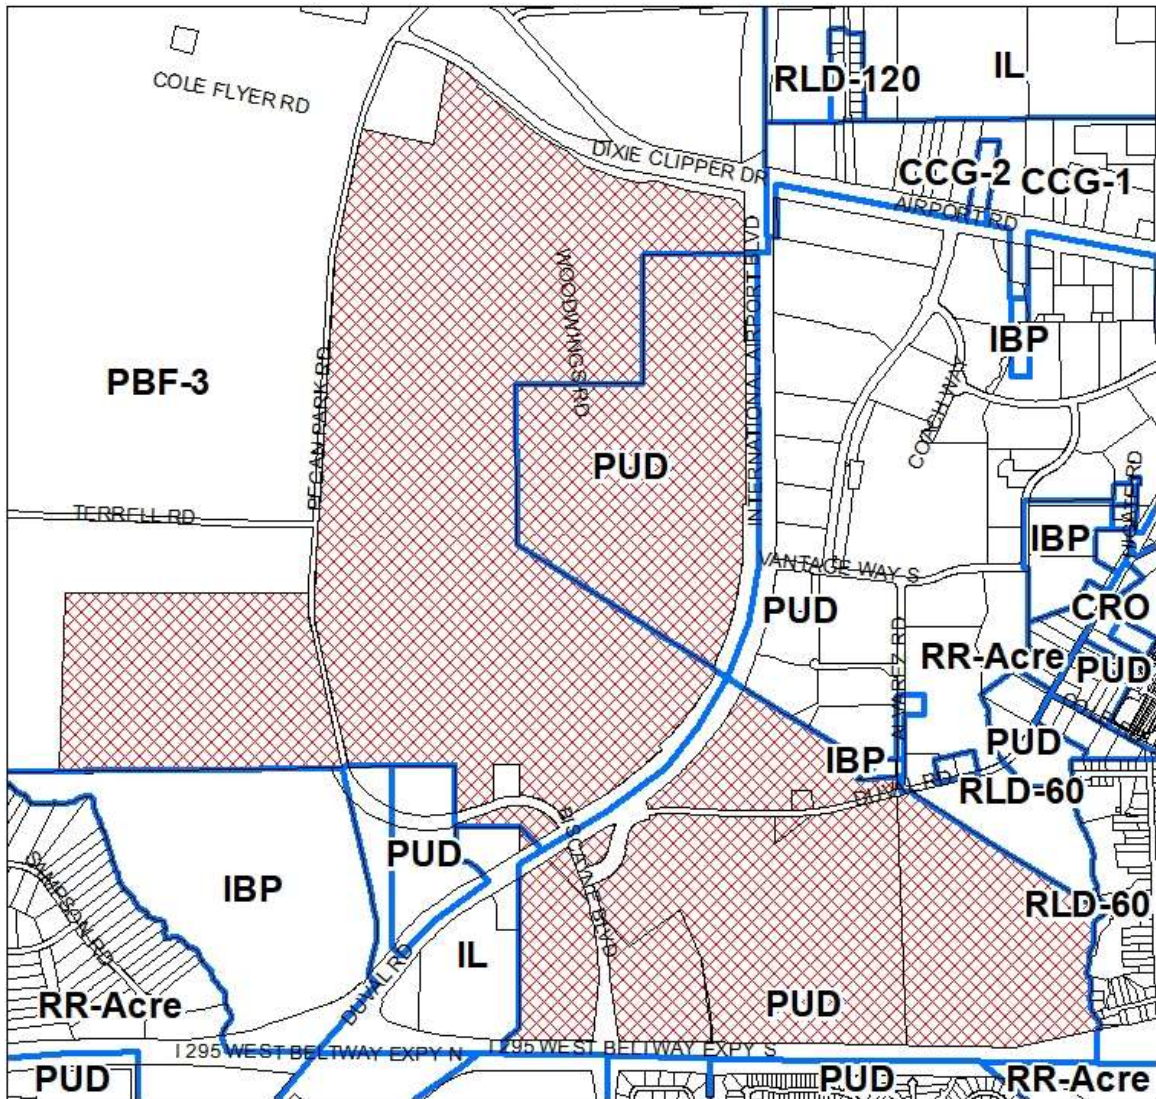 COLE FLYER RD
RLD-120
IL
DIXIE CLIPPER DR
CCG-2
CCG-1
AIRPORT RD
WOODWINGS RD
INTERNATIONAL AIRPORT BLVD
IBP
PBF-3
PECAN PARK RD
COACH WAY
PUD
TERRELL RD
IBP
VANTAGE WAY S
PUD
CRO
RR-Acre
PUD
ALVAREZ RD
PUD
IBP
DUVAL RD
RLD-60
BISCAYNE BLVD
PUD
IBP
SIMPSON RD
RLD-60
IL
DUVAL RD
RR-Acre
PUD
I 295 WEST BELTWAY EXPY N
I 295 WEST BELTWAY EXPY S
PUD
PUD
RR-Acre